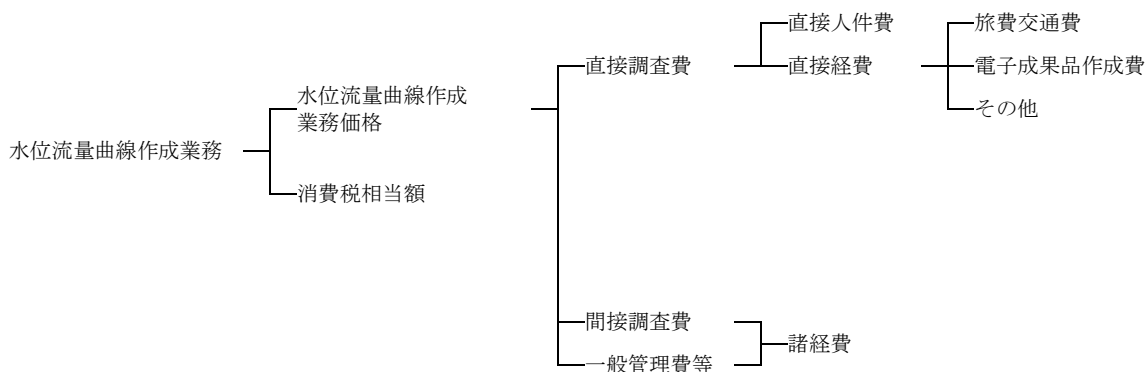 直接人件費
旅費交通費
直接調査費
直接経費
電子成果品作成費
水位流量曲線作成
業務価格
その他
水位流量曲線作成業務
消費税相当額
間接調査費
諸経費
一般管理費等